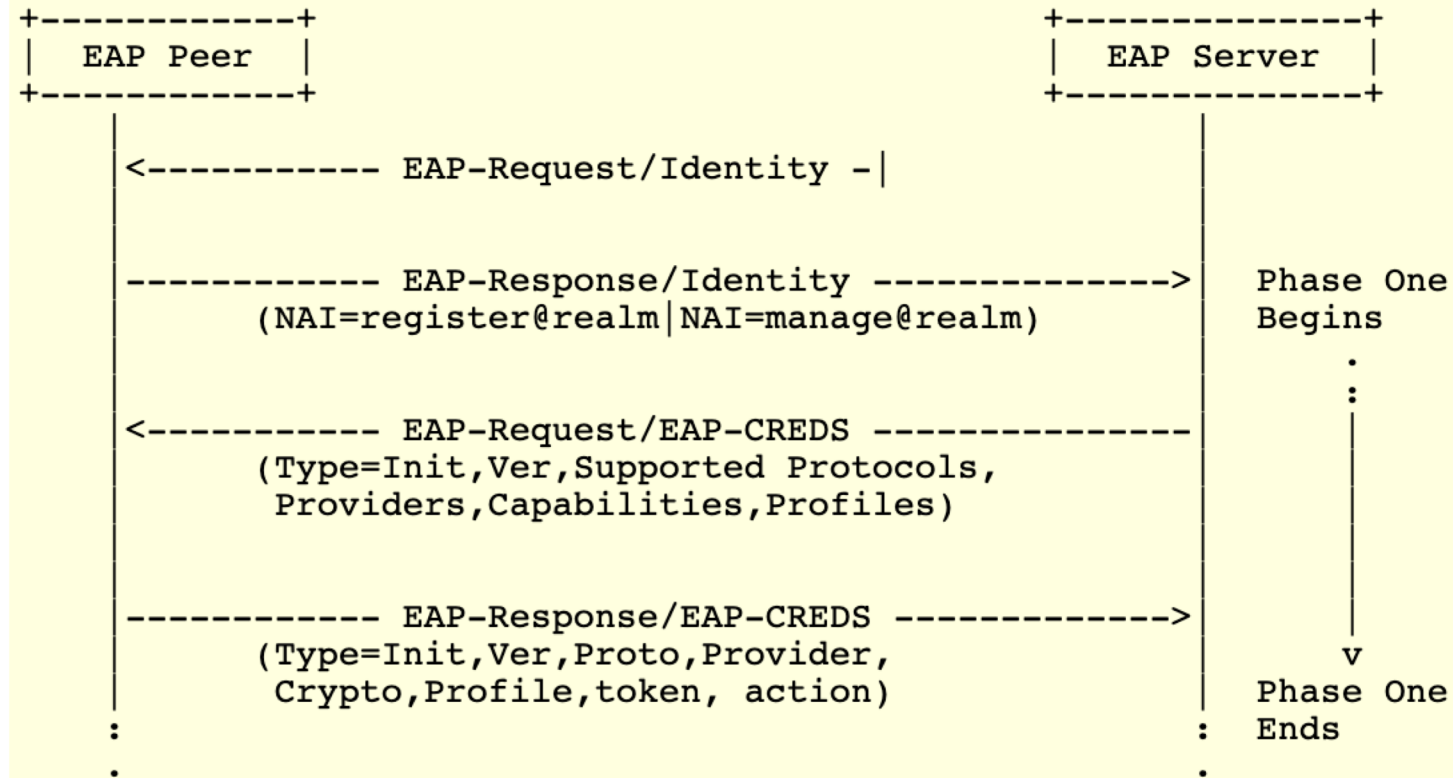 +------------+ +--------------+
| EAP Peer | | EAP Server |
+------------+ +--------------+
<----------- EAP-Request/Identity -|
------------ EAP-Response/Identity --------------> Phase One
(NAI=register@realm|NAI=manage@realm) Begins
.
:
<----------- EAP-Request/EAP-CREDS ---------------
(Type=Init,Ver,Supported Protocols,
Providers,Capabilities,Profiles)
------------ EAP-Response/EAP-CREDS ------------->
(Type=Init,Ver,Proto,Provider, v
Crypto,Profile,token, action) Phase One
: : Ends
. .